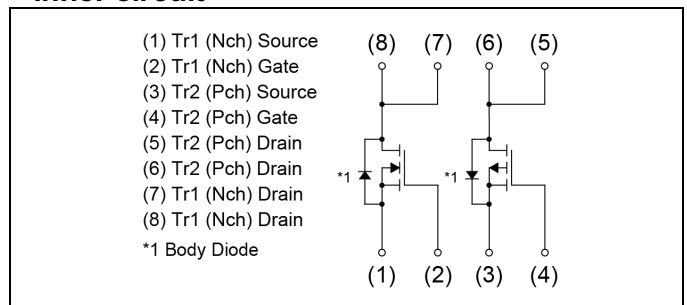 (1) Tr1 (Nch) Source
(2) Tr1 (Nch) Gate
(3) Tr2 (Pch) Source
(4) Tr2 (Pch) Gate
(5) Tr2 (Pch) Drain
(6) Tr2 (Pch) Drain
(7) Tr1 (Nch) Drain
(8) Tr1 (Nch) Drain
*1 Body Diode
(8) (7) (6) (5)
*1 *1
(1) (2) (3) (4)